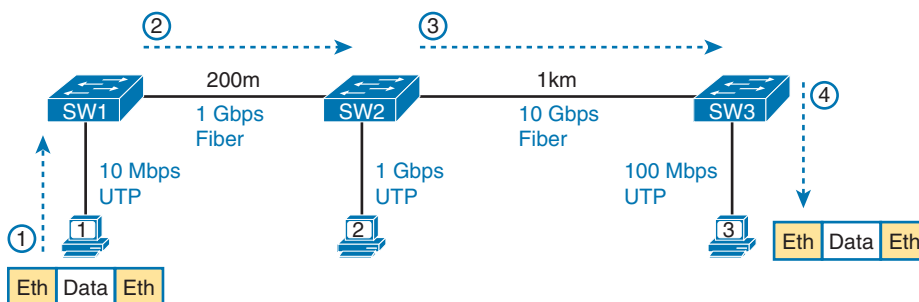 2
3
200m
1km
SW1
SW2
SW3
4
1 Gbps
Fiber
10 Gbps
Fiber
10 Mbps
UTP
1 Gbps
UTP
100 Mbps
UTP
1
1
2
3
Eth Data Eth
Eth Data Eth